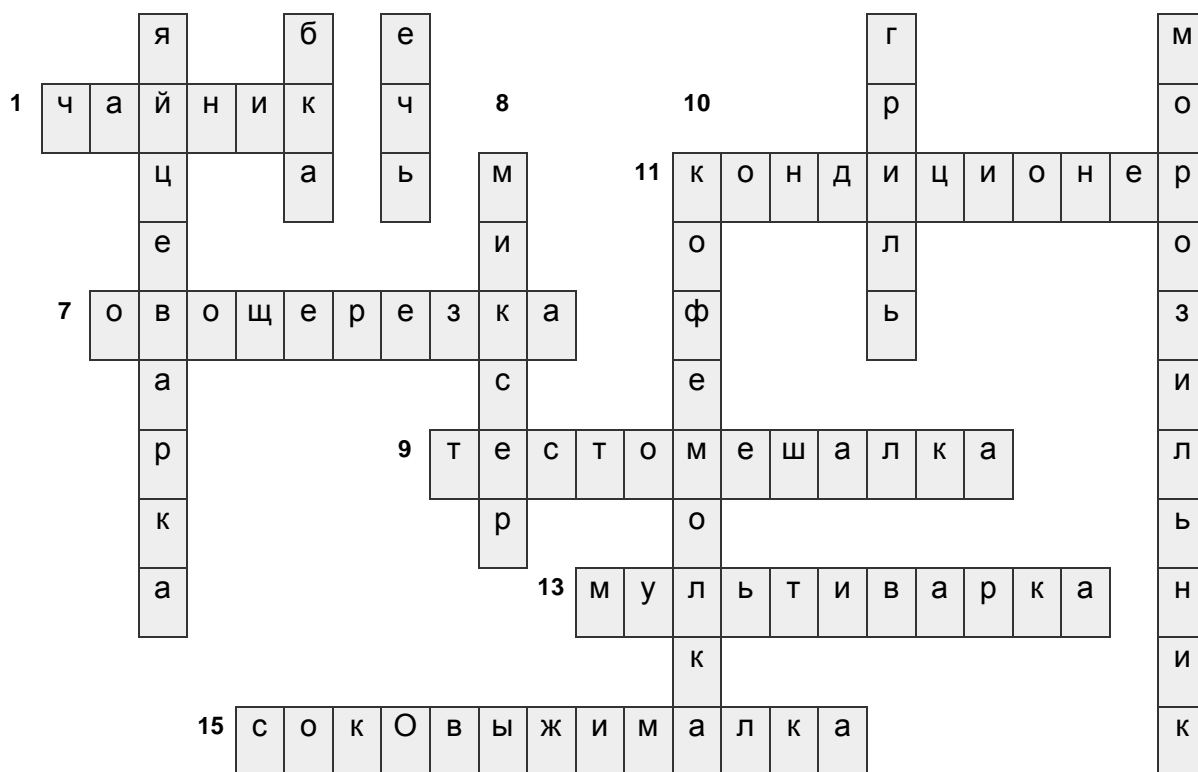 я б е г м
1 ч а й н и к ч 8 10 р о
ц а ь м 11 к о н д и ц и о н е р
е и о л о
7 о в о щ е р е з к а ф ь з
а с е и
р 9 т е с т о м е ш а л к а л
к р о ь
а 13 м у л ь т и в а р к а н
к и
15 с о к О в ы ж и м а л к а к